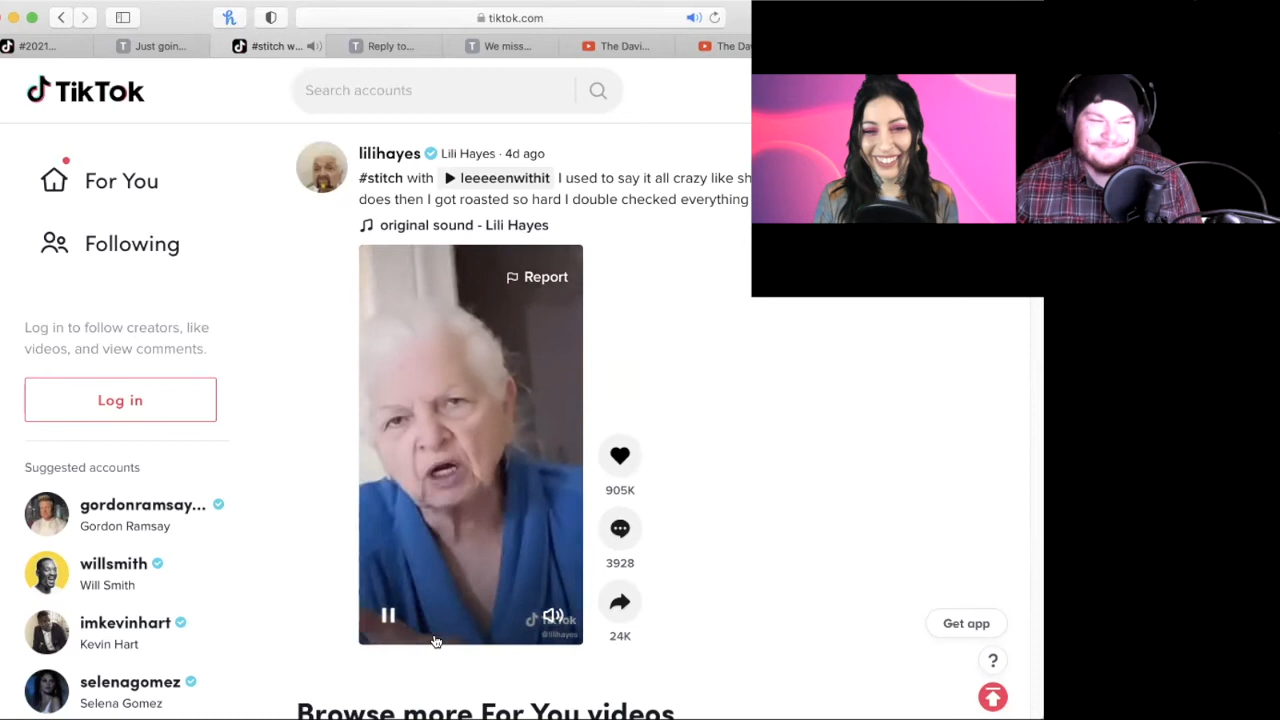 tiktok.com
#2021...
Just goin...
#stitch w...
Reply to...
We miss...
The Davi...
The Da
TikTok
Search accounts
lilihayes Lili Hayes · 4d ago
#stitch with leeeeenwithit I used to say it all crazy like sh
does then I got roasted so hard I double checked everything
original sound - Lili Hayes
For You
Following
Report
Log in to follow creators, like
videos, and view comments.
Log in
Suggested accounts
gordonramsay...
Gordon Ramsay
willsmith
Will Smith
imkevinhart
Kevin Hart
selenagomez
Selena Gomez
905K
3928
24K
TikTok
@lilihayes
Get app
?
Browse more For You videos